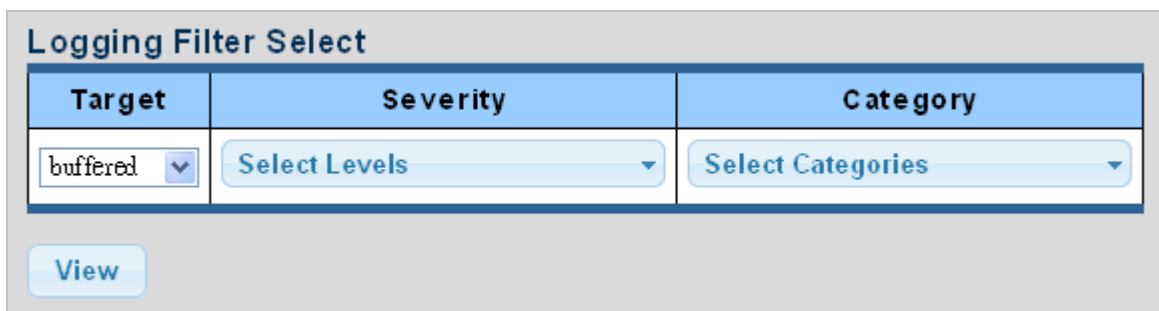 Logging Filter Select
Target Severity Category
buffered Select Levels Select Categories
View